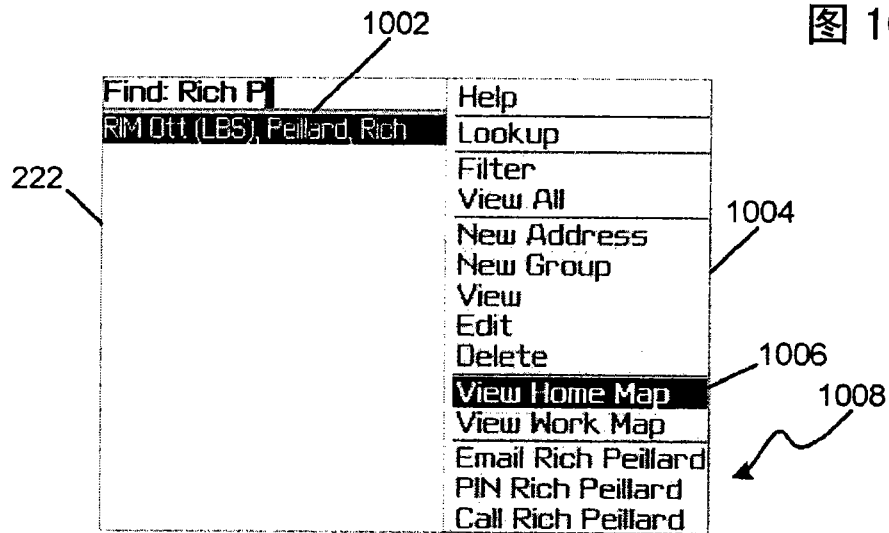 图 10
1002
Find: Rich P
RIM Ott (LBS), Peillard, Rich
222
Help
Lookup
Filter
View All
New Address
New Group
View
Edit
Delete
View Home Map
View Work Map
Email Rich Peillard
PIN Rich Peillard
Call Rich Peillard
1004
1006
1008